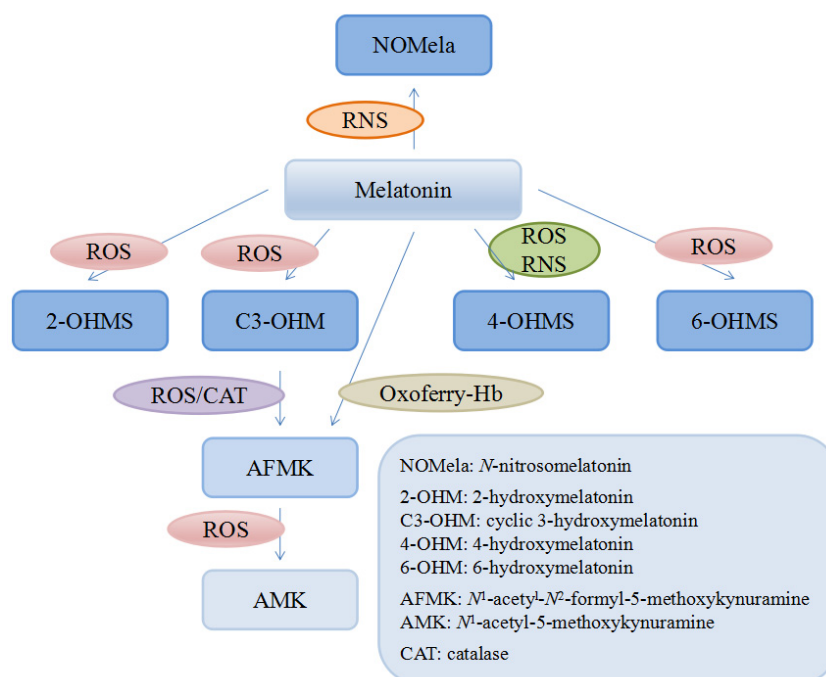 NOMela
RNS
Melatonin
ROS
ROS
ROS
RNS
ROS
2-OHMS
C3-OHM
4-OHMS
6-OHMS
ROS/CAT
Oxoferry-Hb
AFMK
ROS
AMK
NOMela: N-nitrosomelatonin
2-OHM: 2-hydroxymelatonin
C3-OHM: cyclic 3-hydroxymelatonin
4-OHM: 4-hydroxymelatonin
6-OHM: 6-hydroxymelatonin
AFMK: N¹-acety¹-N²-formyl-5-methoxykynuramine
AMK: N¹-acetyl-5-methoxykynuramine
CAT: catalase